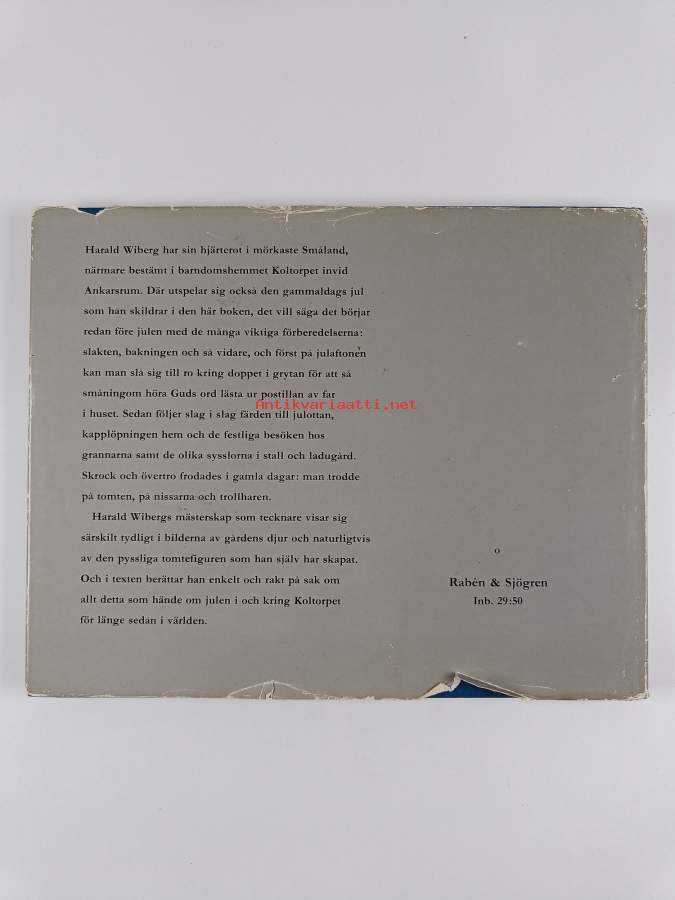 Harald Wiberg har sin hjärterot i mörkaste Småland,
närmare bestämt i barndomshemmet Koltorpet invid
Ankarsrum. Där utspelar sig också den gammaldags jul
som han skildrar i den här boken, det vill säga det börjar
redan före julen med de många viktiga förberedelserna:
slakten, bakningen och så vidare, och först på julaftonen
kan man slå sig till ro kring doppet i grytan för att så
småningom höra Guds ord lästa ur postillan av far
Antikvariaatti.net
i huset. Sedan följer slag i slag färden till julottan,
kapplöpningen hem och de festliga besöken hos
grannarna samt de olika sysslorna i stall och ladugård.
Skrock och övertro frodades i gamla dagar: man trodde
på tomten, på nissarna och trollharen.
Harald Wibergs mästerskap som tecknare visar sig
särskilt tydligt i bilderna av gårdens djur och naturligtvis
av den pyssliga tomtefiguren som han själv har skapat.
Och i texten berättar han enkelt och rakt på sak om
allt detta som hände om julen i och kring Koltorpet
för länge sedan i världen.
o
Rabén & Sjögren
Inb. 29:50